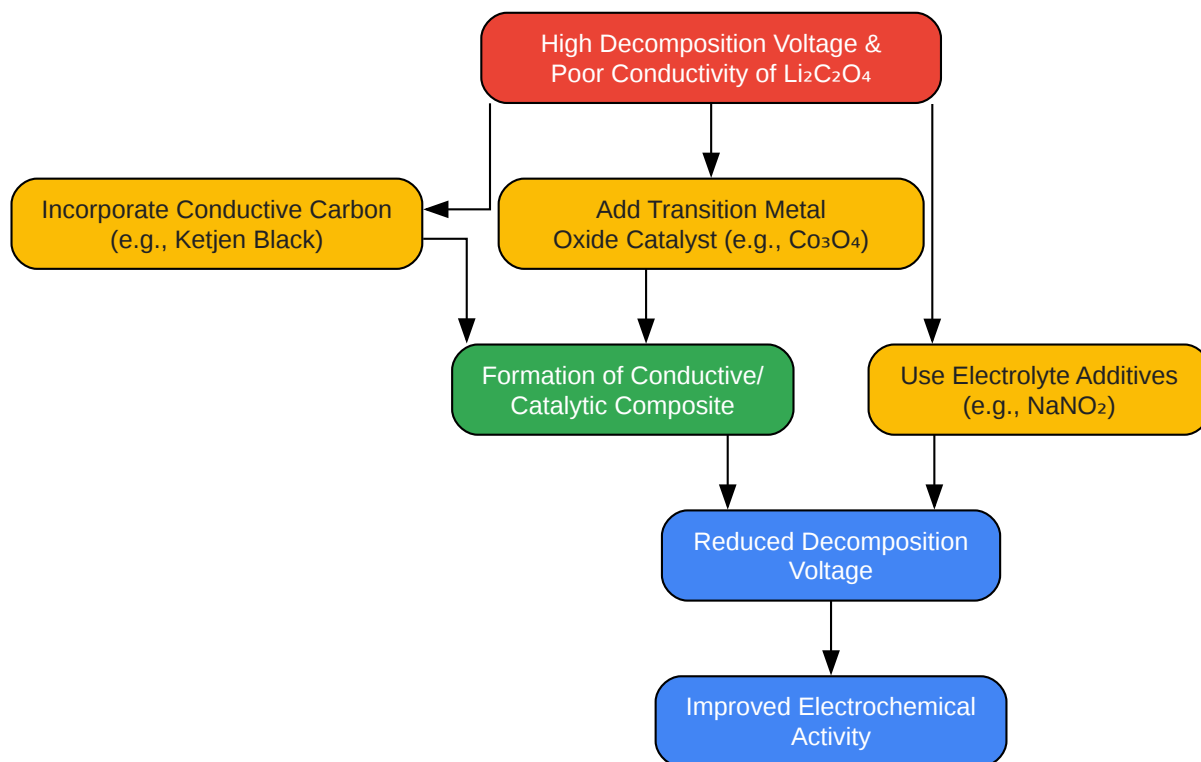 High Decomposition Voltage &
Poor Conductivity of Li₂C₂O₄
Incorporate Conductive Carbon
(e.g., Ketjen Black)
Add Transition Metal
Oxide Catalyst (e.g., Co₃O₄)
Formation of Conductive/
Catalytic Composite
Use Electrolyte Additives
(e.g., NaNO₂)
Reduced Decomposition
Voltage
Improved Electrochemical
Activity